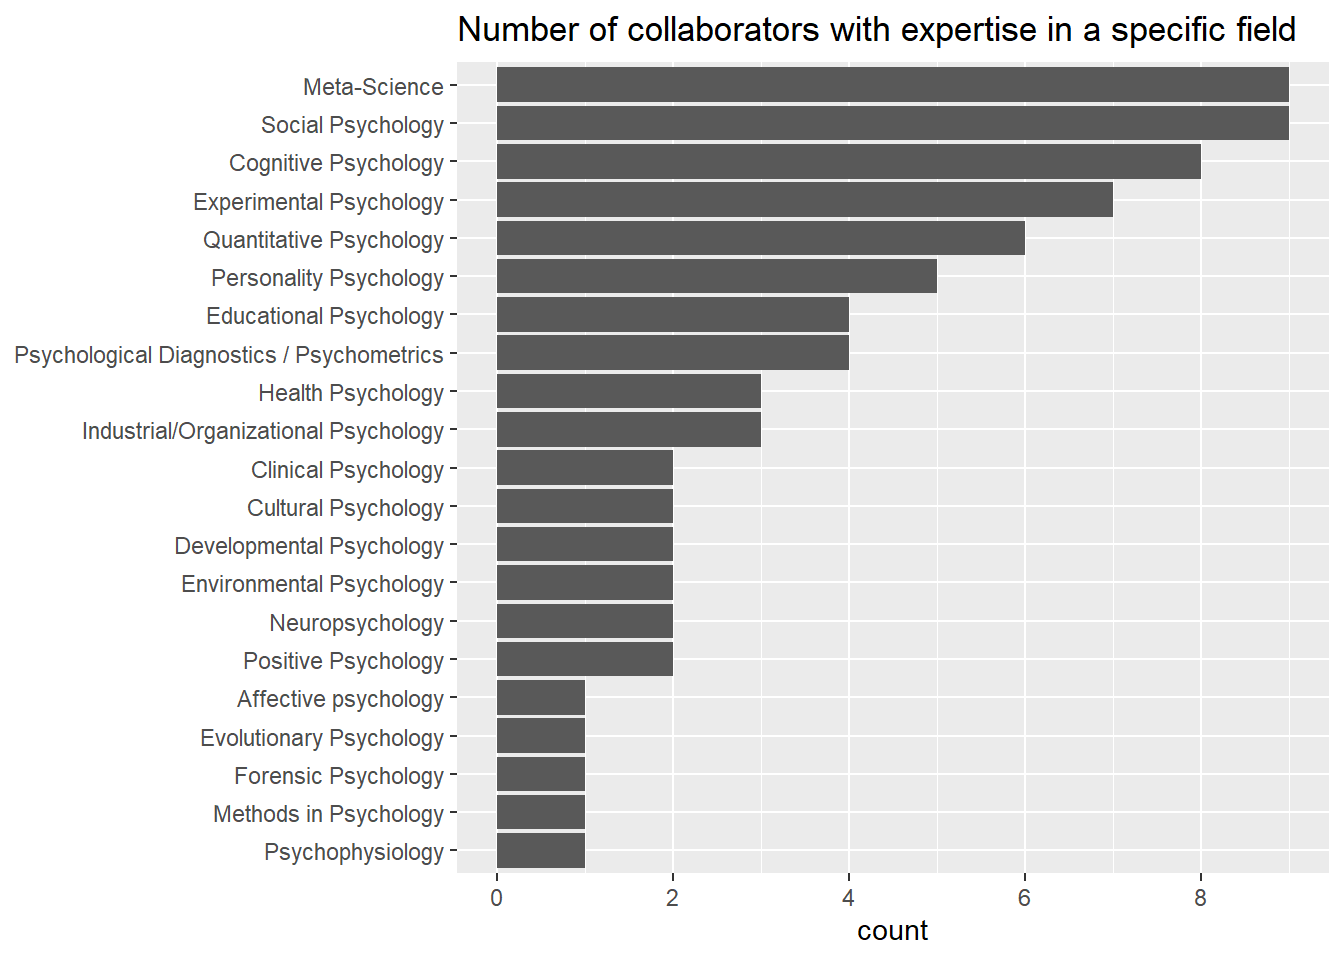 Number of collaborators with expertise in a specific field
Meta-Science
Social Psychology
Cognitive Psychology
Experimental Psychology
Quantitative Psychology
Personality Psychology
Educational Psychology
Psychological Diagnostics / Psychometrics
Health Psychology
Industrial/Organizational Psychology
Clinical Psychology
Cultural Psychology
Developmental Psychology
Environmental Psychology
Neuropsychology
Positive Psychology
Affective psychology
Evolutionary Psychology
Forensic Psychology
Methods in Psychology
Psychophysiology
0 2 4 6 8
count